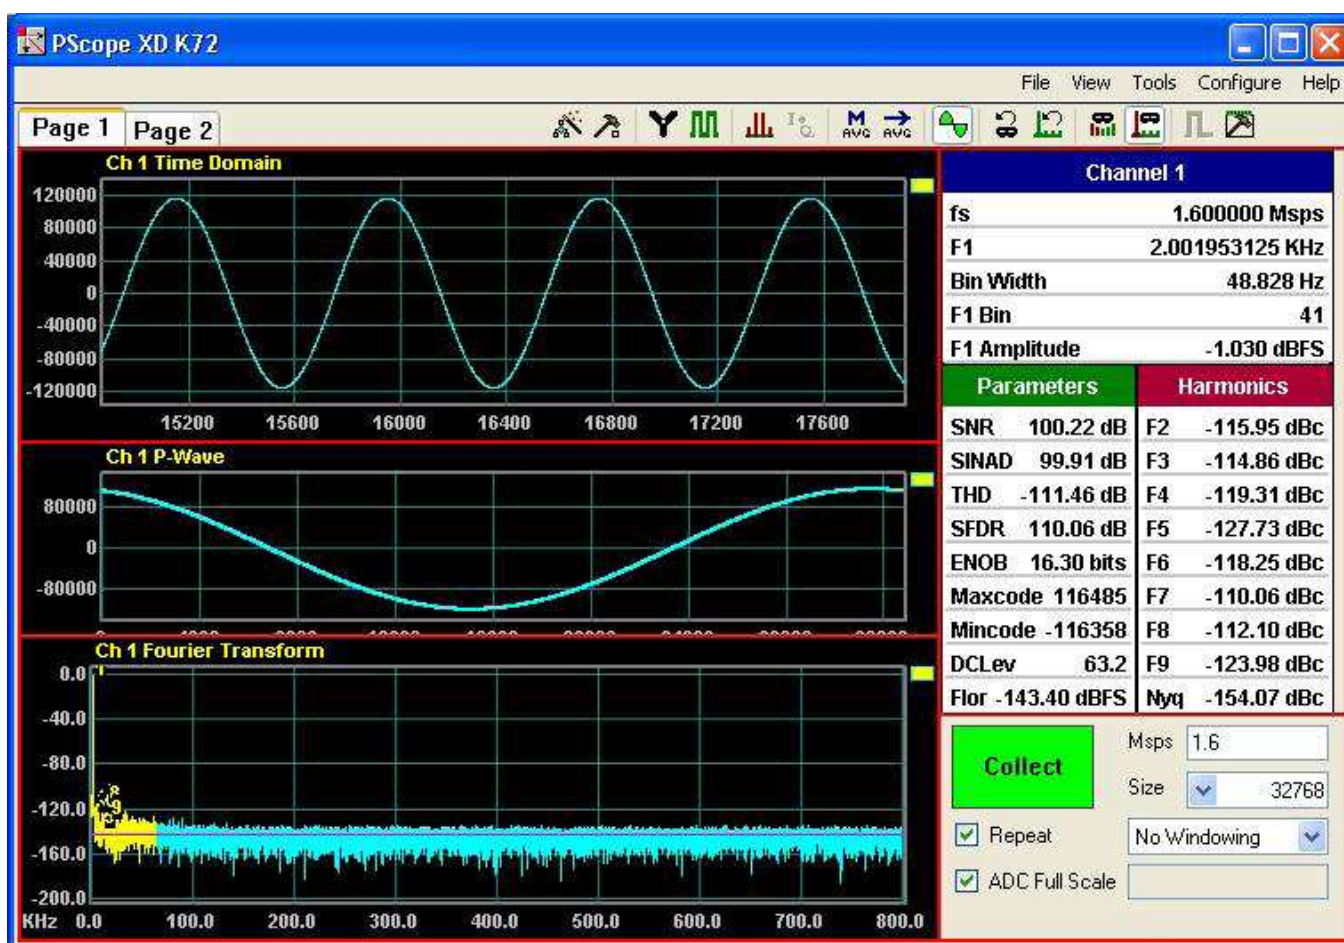 PScope XD K72
File View Tools Configure Help
Page 1 Page 2
M AVG AVG
Ch 1 Time Domain
120000
80000
40000
0
-40000
-80000
-120000
15200 15600 16000 16400 16800 17200 17600
Ch 1 P-Wave
80000
0
-80000
Ch 1 Fourier Transform
0.0
-40.0
-80.0
-120.0
-160.0
-200.0
KHz 0.0 100.0 200.0 300.0 400.0 500.0 600.0 700.0 800.0
Channel 1
fs 1.600000 Msps
F1 2.001953125 KHz
Bin Width 48.828 Hz
F1 Bin 41
F1 Amplitude -1.030 dBFS
Parameters Harmonics
SNR 100.22 dB F2 -115.95 dBc
SINAD 99.91 dB F3 -114.86 dBc
THD -111.46 dB F4 -119.31 dBc
SFDR 110.06 dB F5 -127.73 dBc
ENOB 16.30 bits F6 -118.25 dBc
Maxcode 116485 F7 -110.06 dBc
Mincode -116358 F8 -112.10 dBc
DCLev 63.2 F9 -123.98 dBc
Flor -143.40 dBFS Nyq -154.07 dBc
Collect
Msps 1.6
Size 32768
Repeat
No Windowing
ADC Full Scale